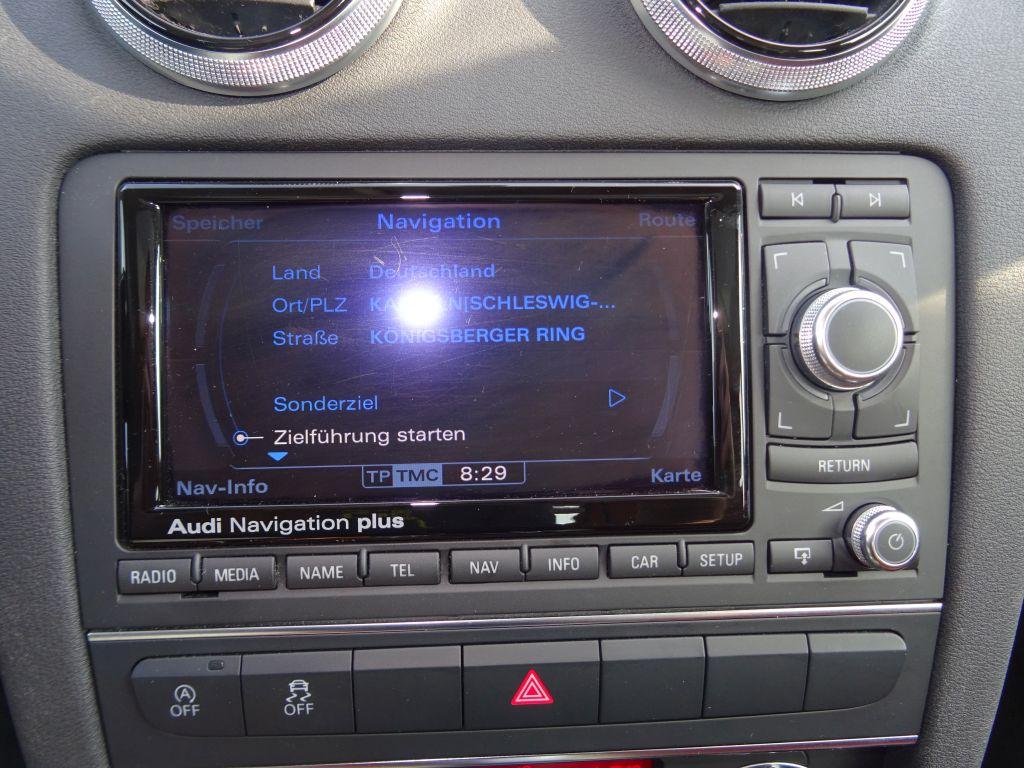 Speicher Navigation Route
Land Deutschland
Ort/PLZ
Straße KÖNIGSBERGER RING
Sonderziel
Zielführung starten
Nav-Info TP TMC 8:29 Karte
Audi Navigation plus
RETURN
RADIO MEDIA NAME TEL NAV INFO CAR SETUP
A OFF OFF